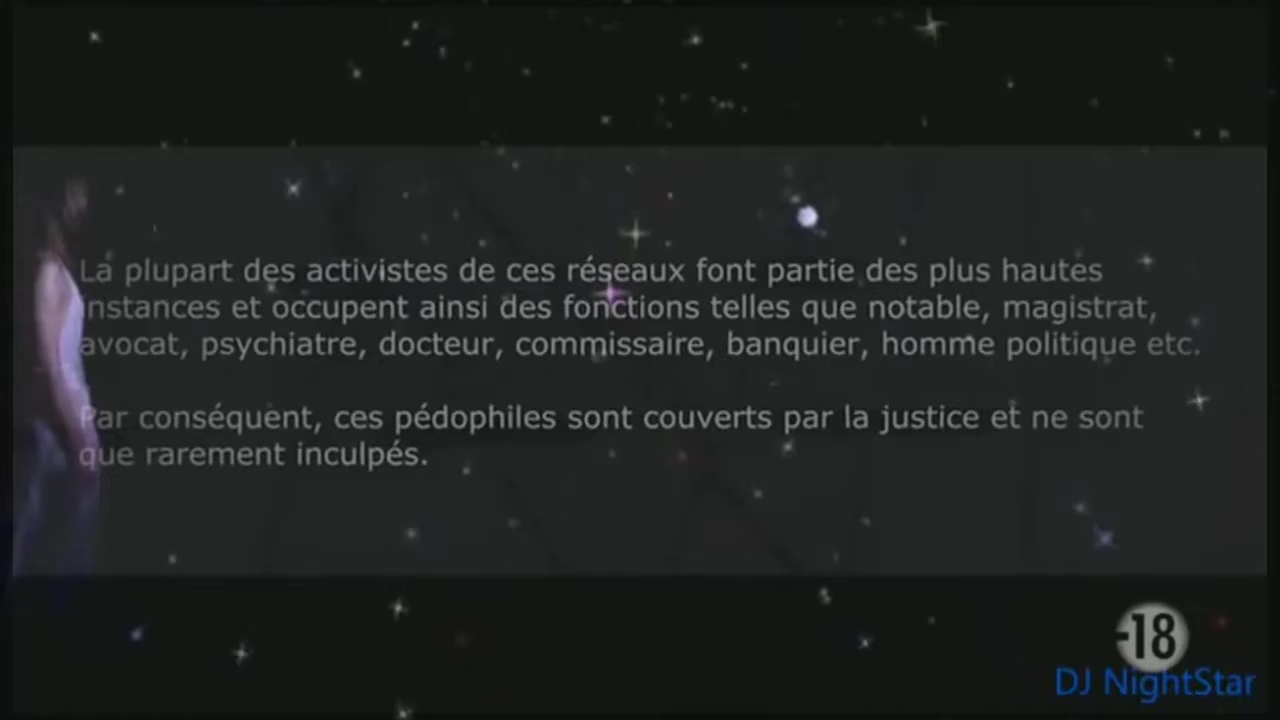 La plupart des activistes de ces réseaux font partie des plus hautes
instances et occupent ainsi des fonctions telles que notable, magistrat,
avocat, psychiatre, docteur, commissaire, banquier, homme politique etc.
Par conséquent, ces pédophiles sont couverts par la justice et ne sont
que rarement inculpés.
-18
DJ NightStar